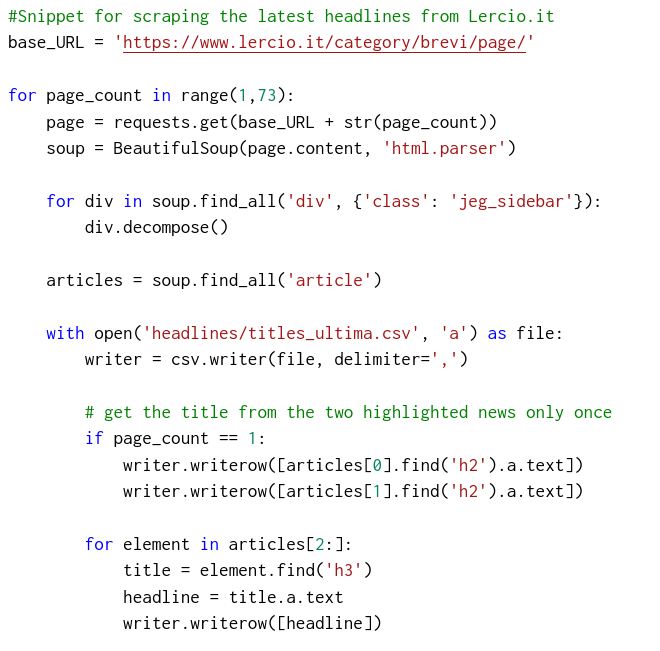 #Snippet for scraping the latest headlines from Lercio.it
base_URL = 'https://www.lercio.it/category/brevi/page/'
for page_count in range(1,73):
    page = requests.get(base_URL + str(page_count))
    soup = BeautifulSoup(page.content, 'html.parser')
    for div in soup.find_all('div', {'class': 'jeg_sidebar'}):
        div.decompose()
    articles = soup.find_all('article')
    with open('headlines/titles_ultima.csv', 'a') as file:
        writer = csv.writer(file, delimiter=',')
        # get the title from the two highlighted news only once
        if page_count == 1:
            writer.writerow([articles[0].find('h2').a.text])
            writer.writerow([articles[1].find('h2').a.text])
        for element in articles[2:]:
            title = element.find('h3')
            headline = title.a.text
            writer.writerow([headline])